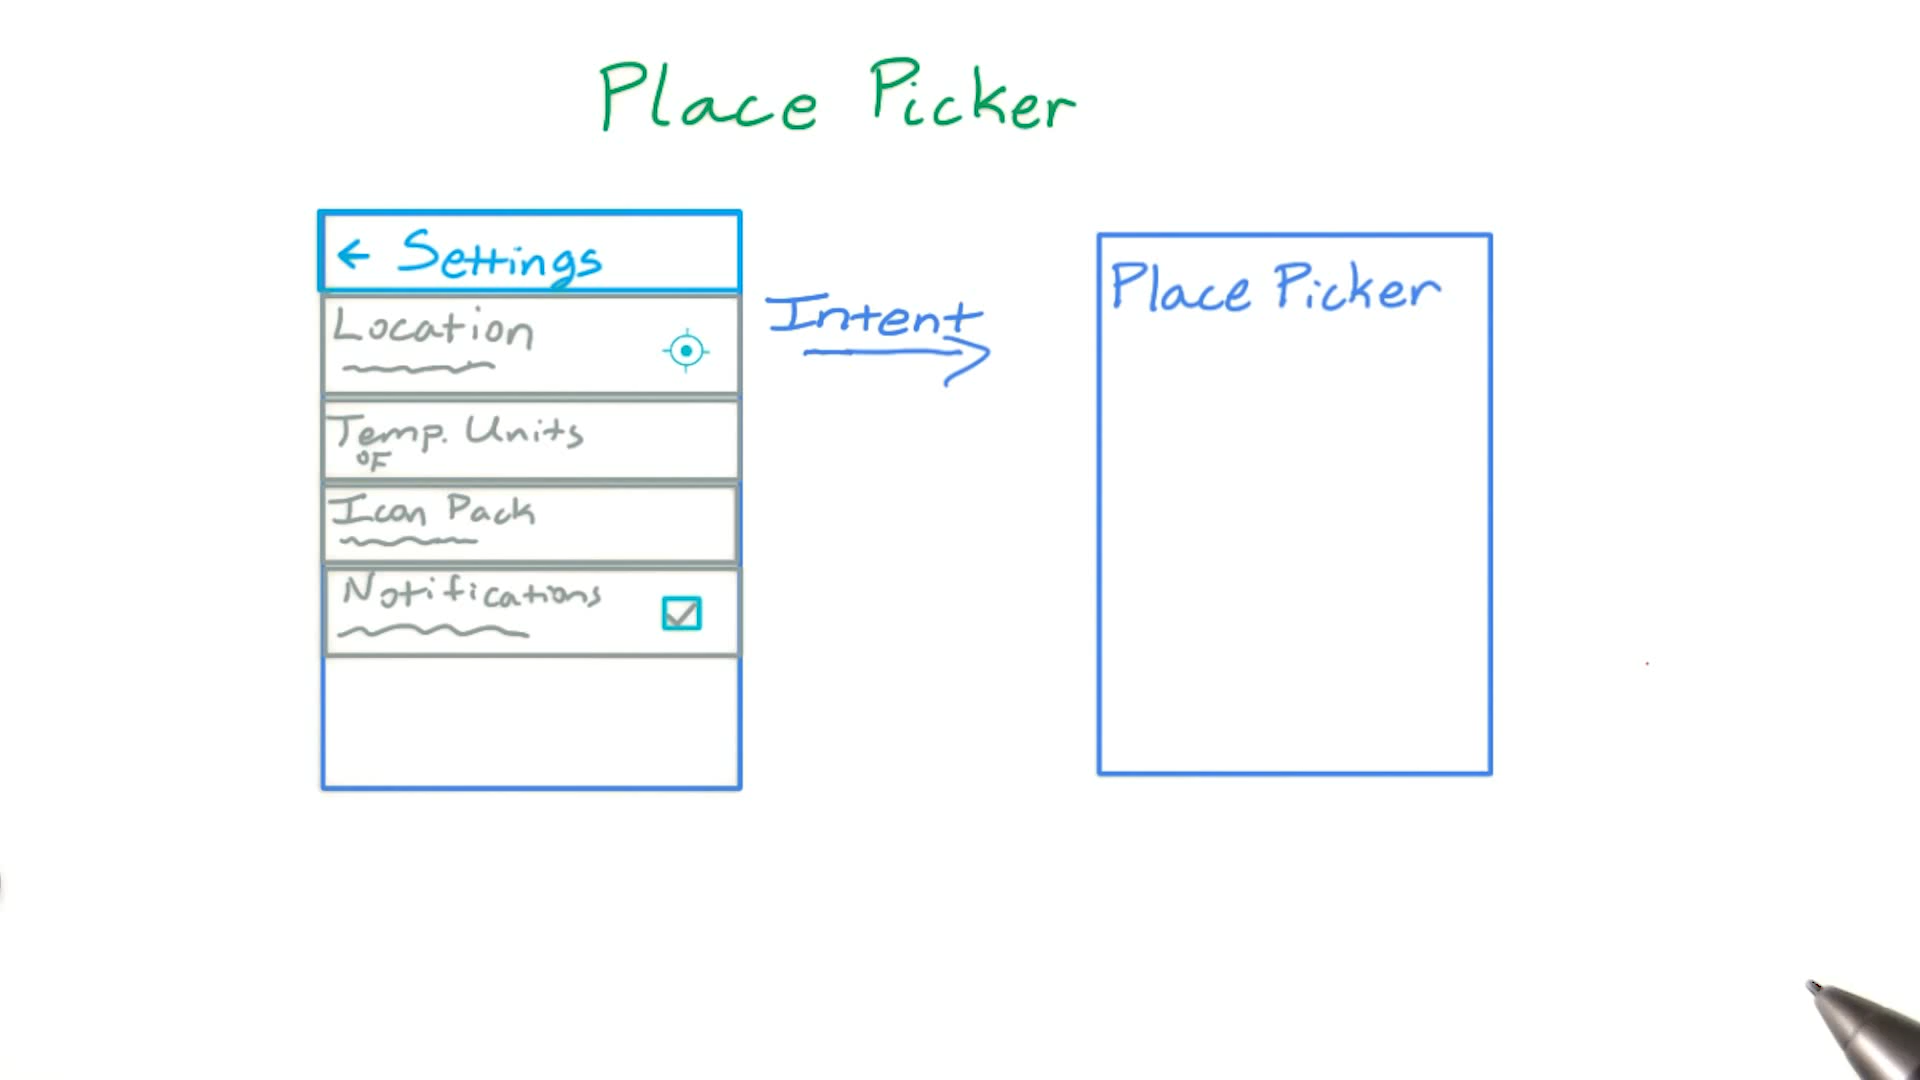 Place Picker
← Settings
Location
Temp. Units
°F
Icon Pack
Notifications
Intent
Place Picker